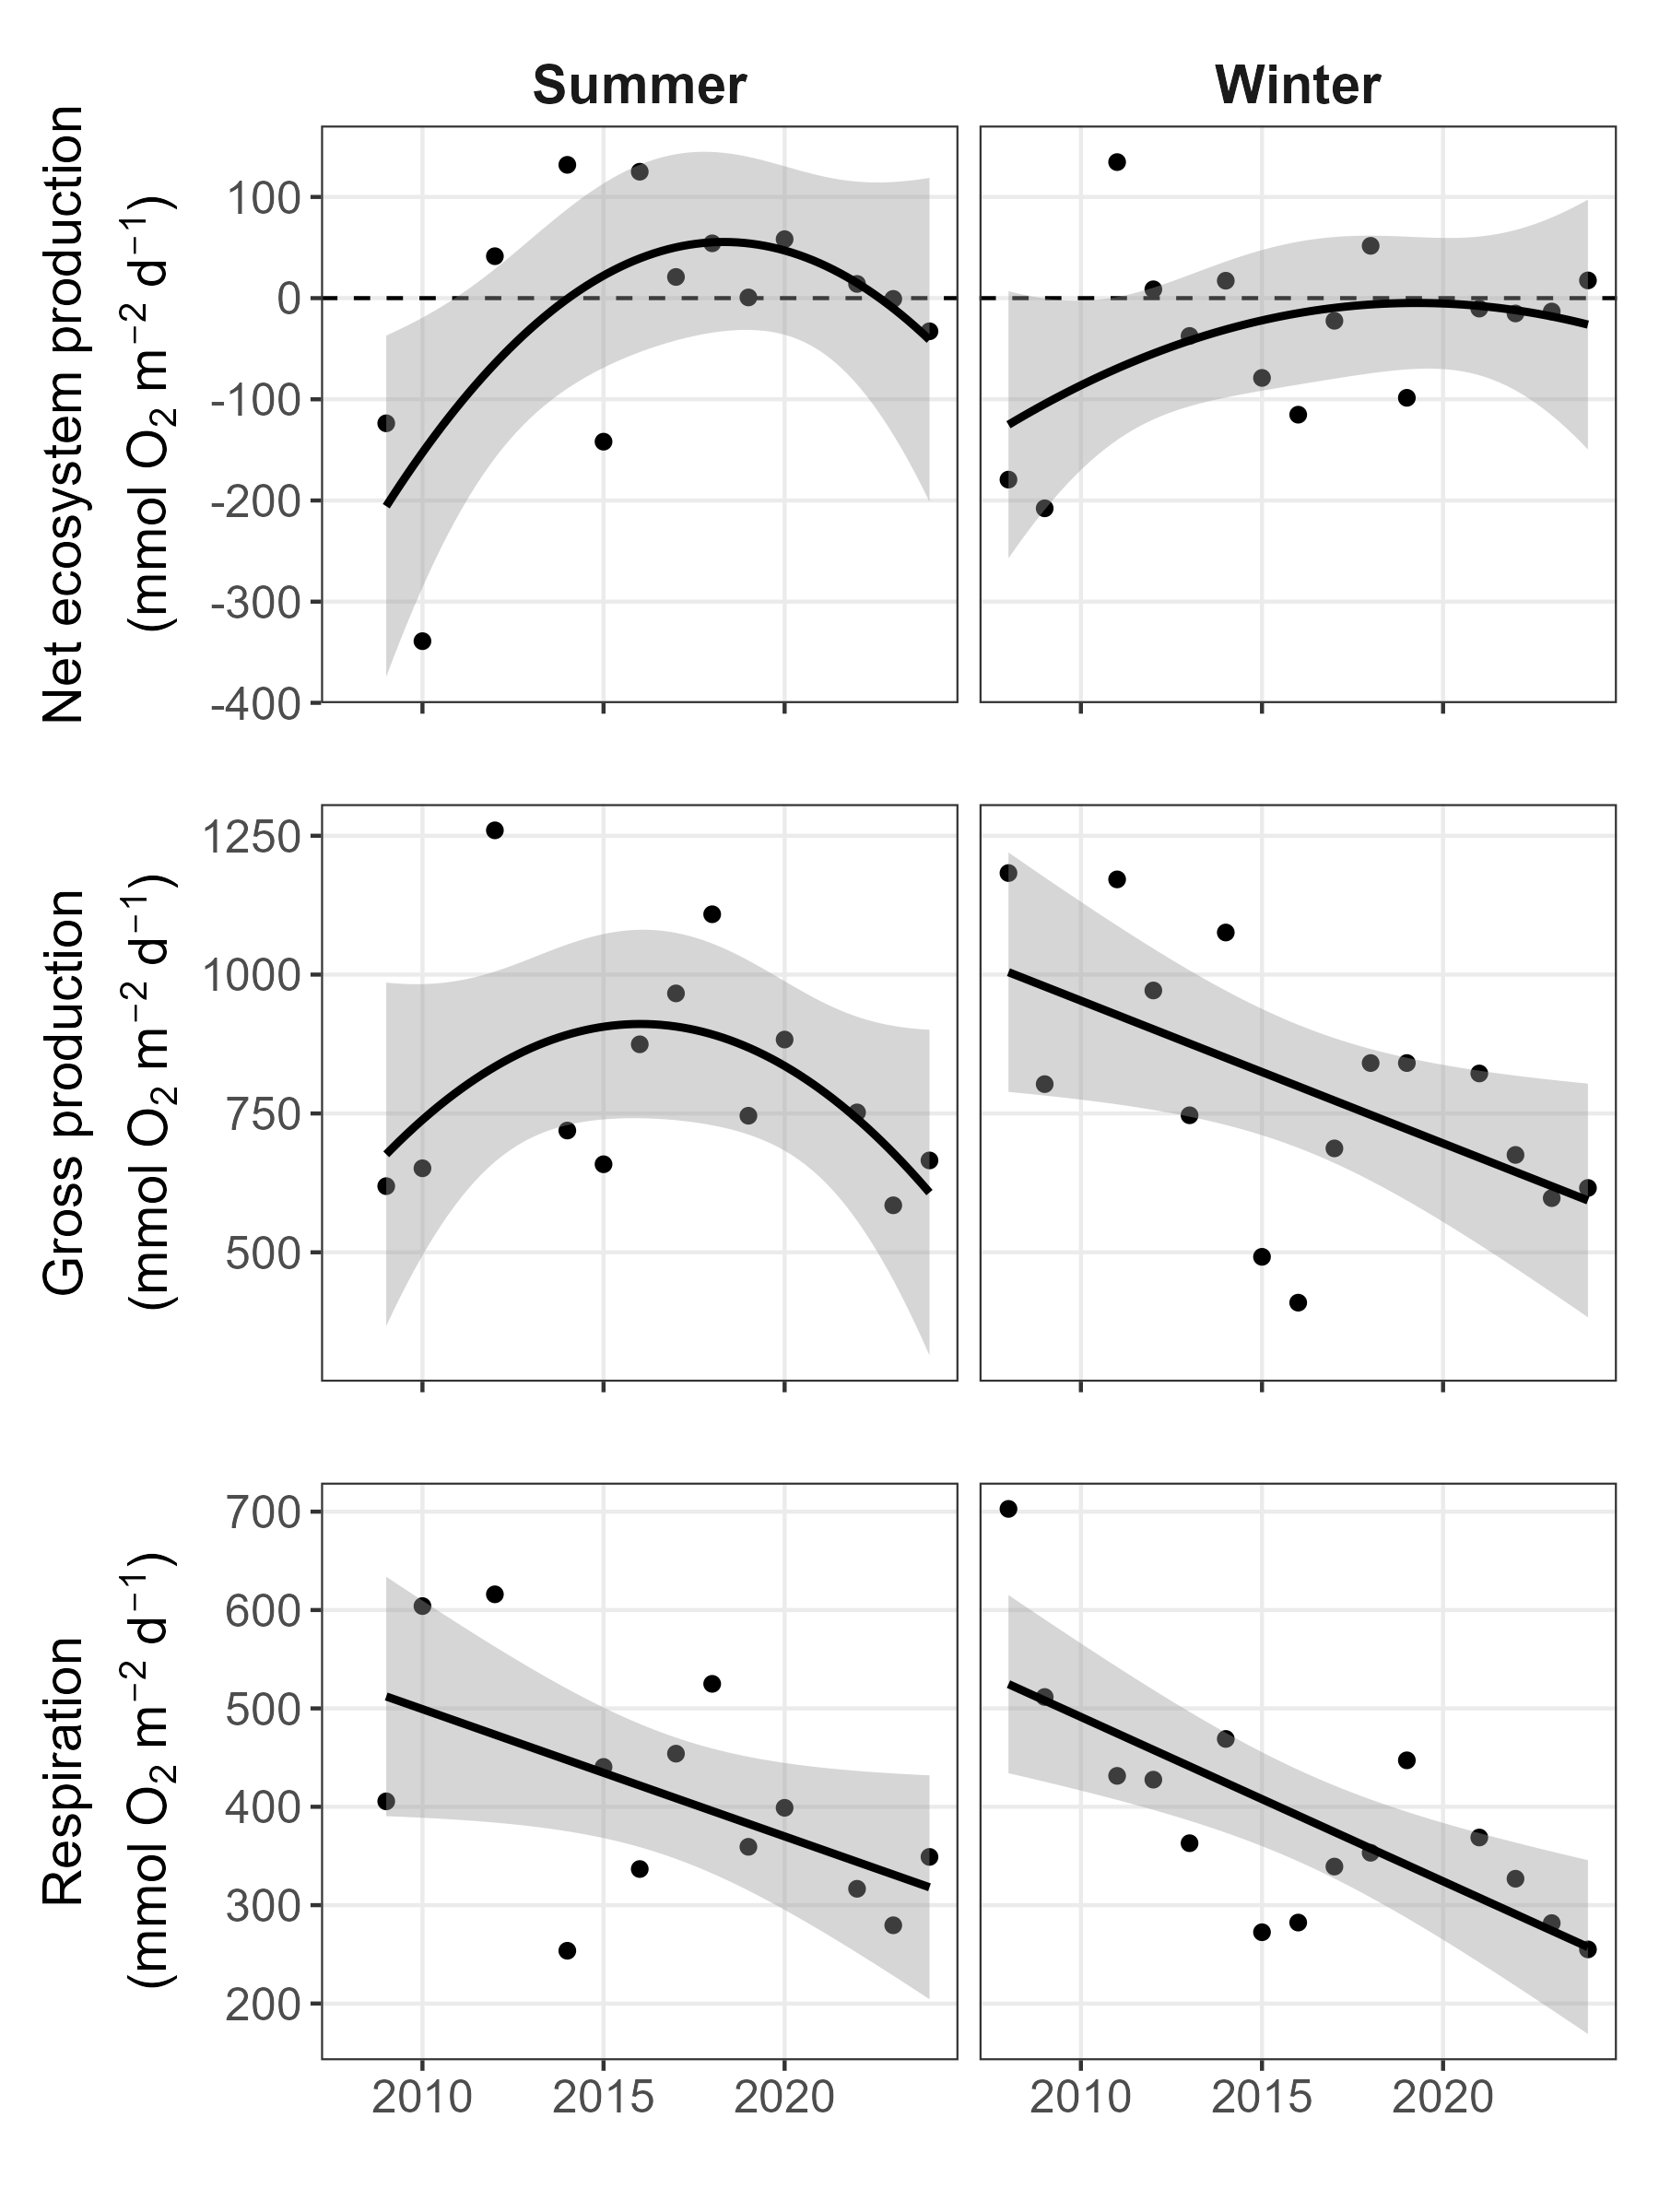 Summer
Winter
Net ecosystem production
(mmol O₂ m⁻² d⁻¹)
100
0
-100
-200
-300
-400
Gross production
(mmol O₂ m⁻² d⁻¹)
1250
1000
750
500
Respiration
(mmol O₂ m⁻² d⁻¹)
700
600
500
400
300
200
2010 2015 2020 2010 2015 2020